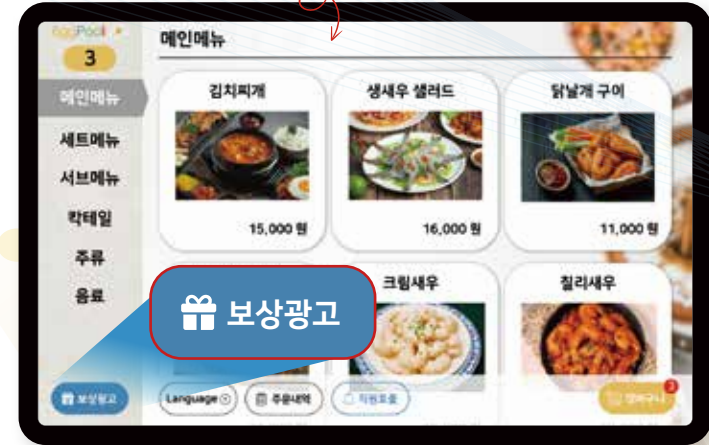 3
메인메뉴
메인메뉴
세트메뉴
서브메뉴
칵테일
주류
음료
김치찌개
15,000 원
생새우 샐러드
16,000 원
닭날개 구이
11,000 원
크림새우
칠리새우
보상광고
보상광고
Language
주문내역
직원호출
장바구니
3